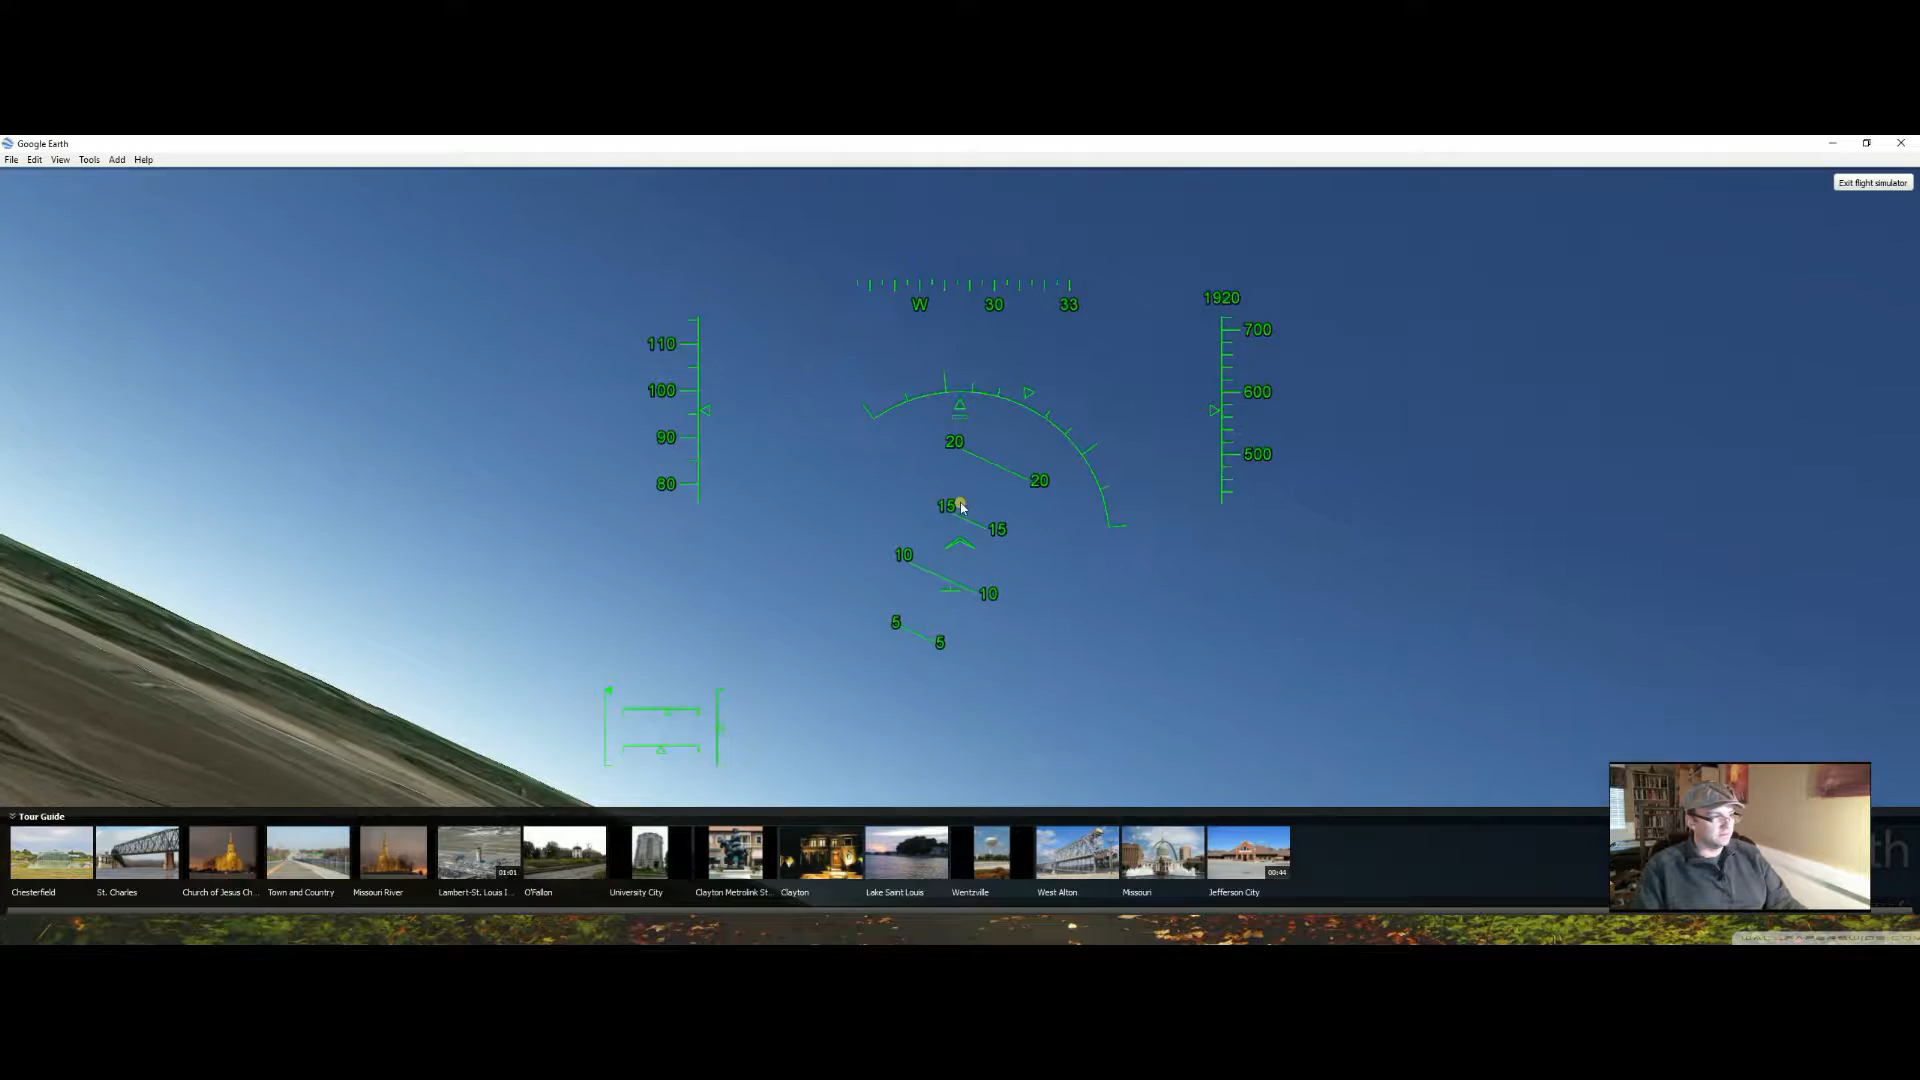 Google Earth
File Edit View Tools Add Help
Exit flight simulator
W 30 33
1920
110
100
90
80
700
600
500
20
20
15
15
10
10
5
5
Tour Guide
01:01
00:44
Chesterfield St. Charles Church of Jesus Ch... Town and Country Missouri River Lambert-St. Louis I... O'Fallon University City Clayton Metrolink St... Clayton Lake Saint Louis Wentzville West Alton Missouri Jefferson City
th